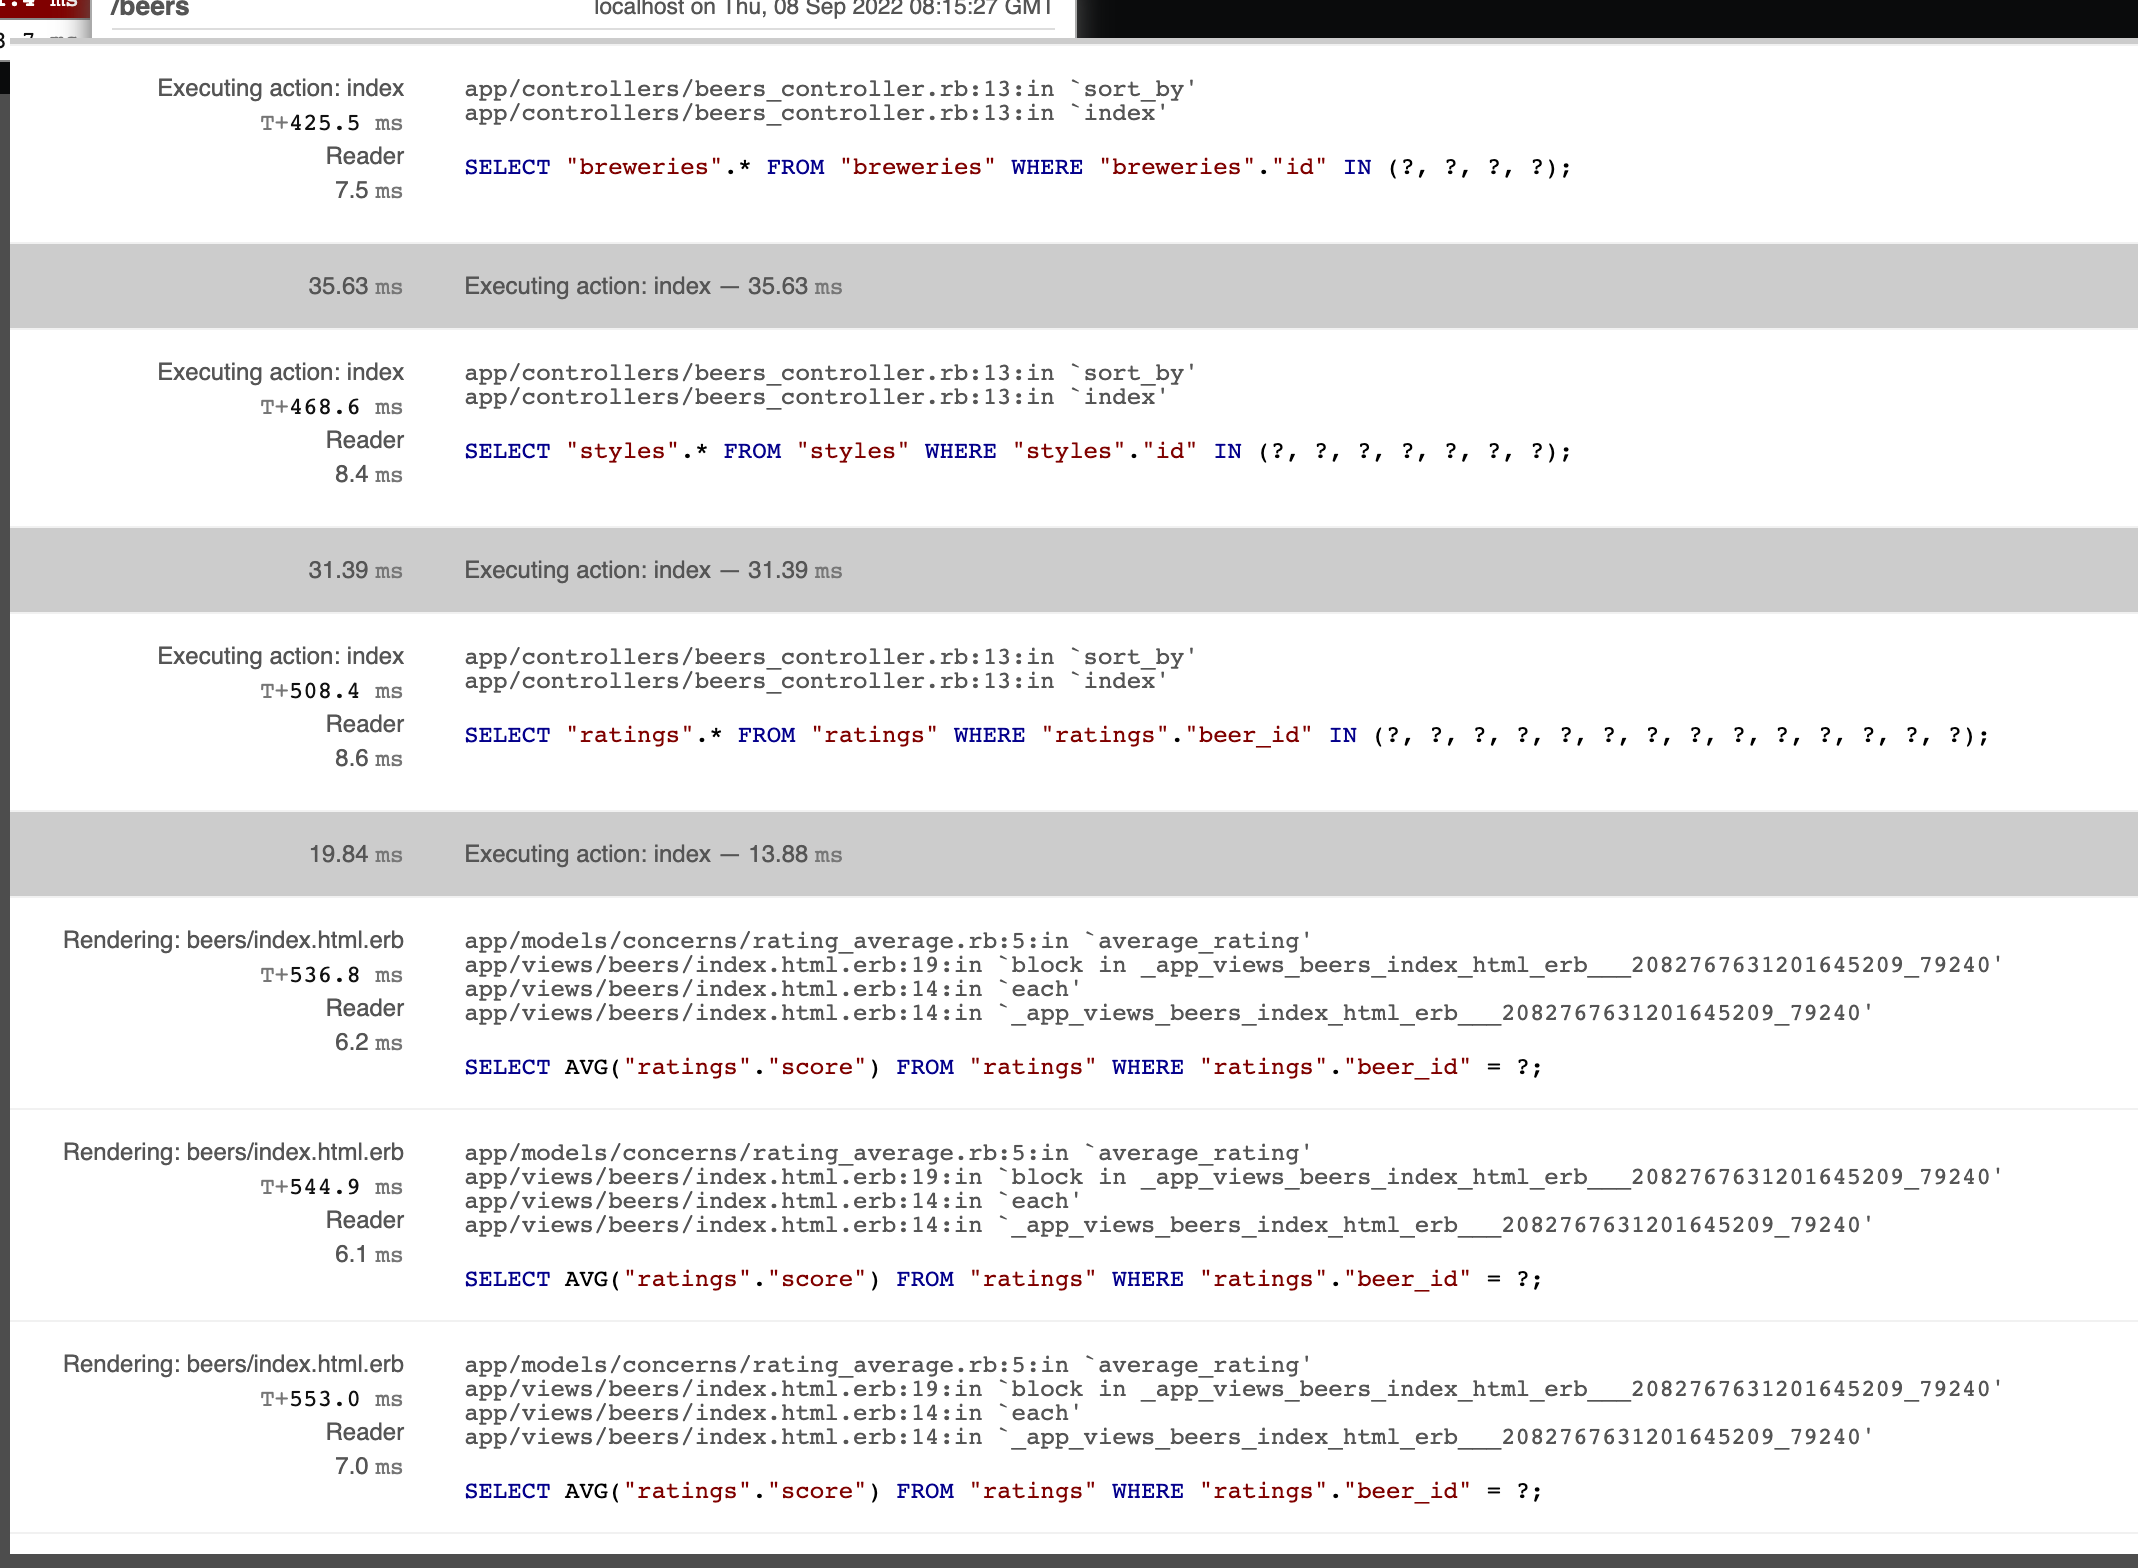 /beers
localhost on Thu, 08 Sep 2022 08:15:27 GMT
Executing action: index
T+425.5 ms
Reader
7.5 ms
app/controllers/beers_controller.rb:13:in `sort_by'
app/controllers/beers_controller.rb:13:in `index'
SELECT "breweries".* FROM "breweries" WHERE "breweries"."id" IN (?, ?, ?, ?);
35.63 ms
Executing action: index — 35.63 ms
Executing action: index
T+468.6 ms
Reader
8.4 ms
app/controllers/beers_controller.rb:13:in `sort_by'
app/controllers/beers_controller.rb:13:in `index'
SELECT "styles".* FROM "styles" WHERE "styles"."id" IN (?, ?, ?, ?, ?, ?, ?);
31.39 ms
Executing action: index — 31.39 ms
Executing action: index
T+508.4 ms
Reader
8.6 ms
app/controllers/beers_controller.rb:13:in `sort_by'
app/controllers/beers_controller.rb:13:in `index'
SELECT "ratings".* FROM "ratings" WHERE "ratings"."beer_id" IN (?, ?, ?, ?, ?, ?, ?, ?, ?, ?, ?, ?, ?, ?);
19.84 ms
Executing action: index — 13.88 ms
Rendering: beers/index.html.erb
T+536.8 ms
Reader
6.2 ms
app/models/concerns/rating_average.rb:5:in `average_rating'
app/views/beers/index.html.erb:19:in `block in _app_views_beers_index_html_erb___2082767631201645209_79240'
app/views/beers/index.html.erb:14:in `each'
app/views/beers/index.html.erb:14:in `_app_views_beers_index_html_erb___2082767631201645209_79240'
SELECT AVG("ratings"."score") FROM "ratings" WHERE "ratings"."beer_id" = ?;
Rendering: beers/index.html.erb
T+544.9 ms
Reader
6.1 ms
app/models/concerns/rating_average.rb:5:in `average_rating'
app/views/beers/index.html.erb:19:in `block in _app_views_beers_index_html_erb___2082767631201645209_79240'
app/views/beers/index.html.erb:14:in `each'
app/views/beers/index.html.erb:14:in `_app_views_beers_index_html_erb___2082767631201645209_79240'
SELECT AVG("ratings"."score") FROM "ratings" WHERE "ratings"."beer_id" = ?;
Rendering: beers/index.html.erb
T+553.0 ms
Reader
7.0 ms
app/models/concerns/rating_average.rb:5:in `average_rating'
app/views/beers/index.html.erb:19:in `block in _app_views_beers_index_html_erb___2082767631201645209_79240'
app/views/beers/index.html.erb:14:in `each'
app/views/beers/index.html.erb:14:in `_app_views_beers_index_html_erb___2082767631201645209_79240'
SELECT AVG("ratings"."score") FROM "ratings" WHERE "ratings"."beer_id" = ?;